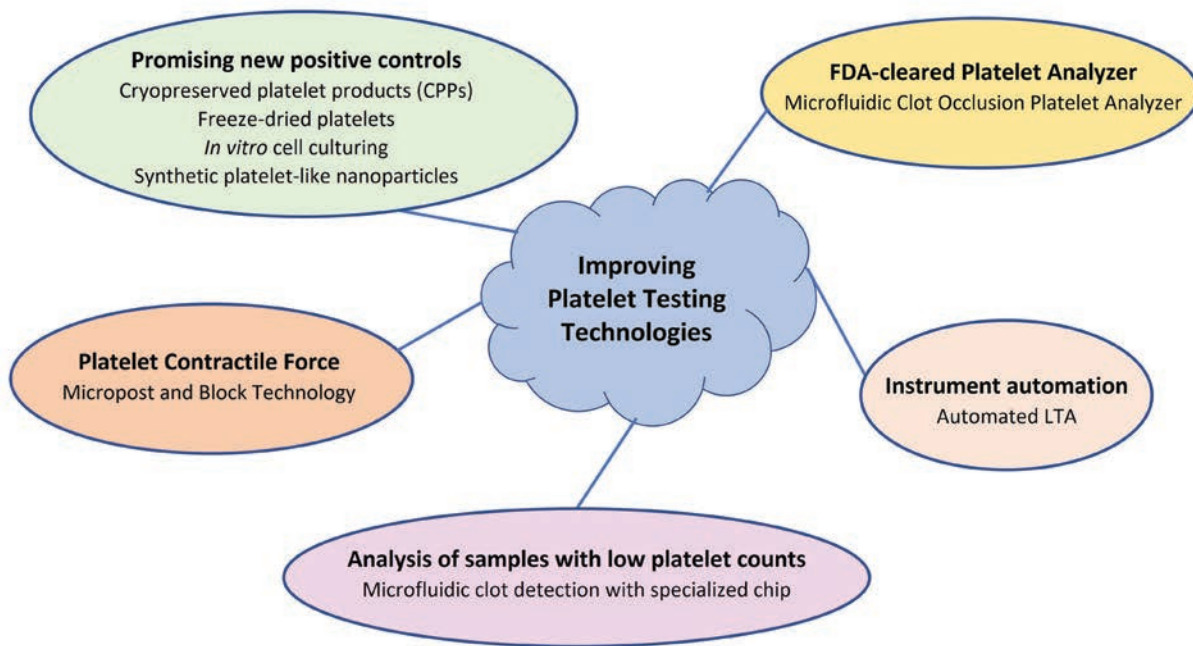 Promising new positive controls
Cryopreserved platelet products (CPPs)
Freeze-dried platelets
In vitro cell culturing
Synthetic platelet-like nanoparticles
FDA-cleared Platelet Analyzer
Microfluidic Clot Occlusion Platelet Analyzer
Improving
Platelet Testing
Technologies
Platelet Contractile Force
Micropost and Block Technology
Instrument automation
Automated LTA
Analysis of samples with low platelet counts
Microfluidic clot detection with specialized chip